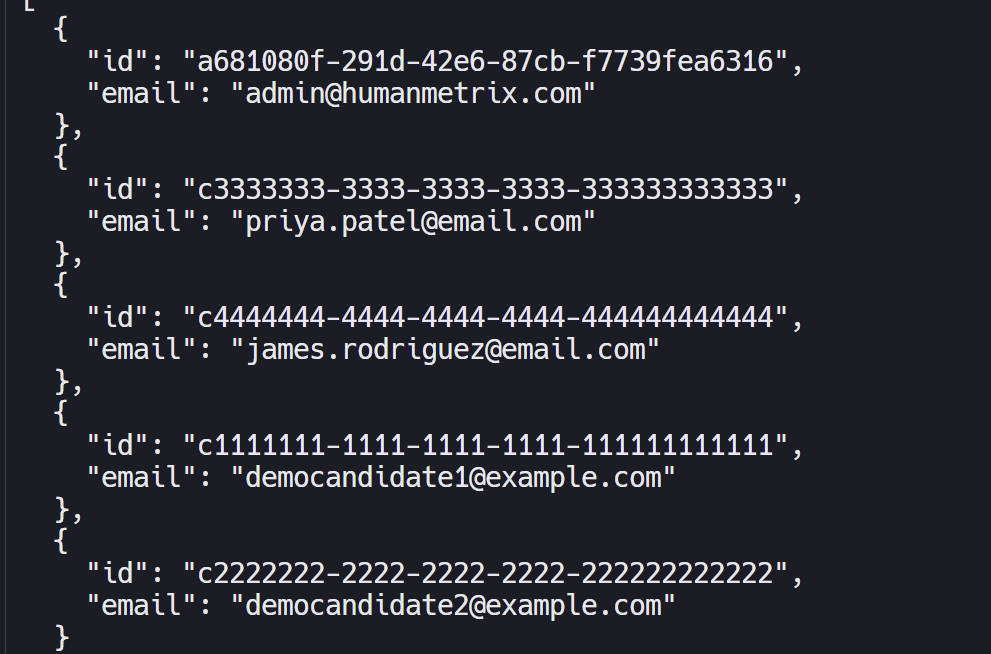 [
{
"id": "a681080f-291d-42e6-87cb-f7739fea6316",
"email": "admin@humanmetrix.com"
},
{
"id": "c3333333-3333-3333-3333-333333333333",
"email": "priya.patel@email.com"
},
{
"id": "c4444444-4444-4444-4444-444444444444",
"email": "james.rodriguez@email.com"
},
{
"id": "c1111111-1111-1111-1111-111111111111",
"email": "democandidate1@example.com"
},
{
"id": "c2222222-2222-2222-2222-222222222222",
"email": "democandidate2@example.com"
}